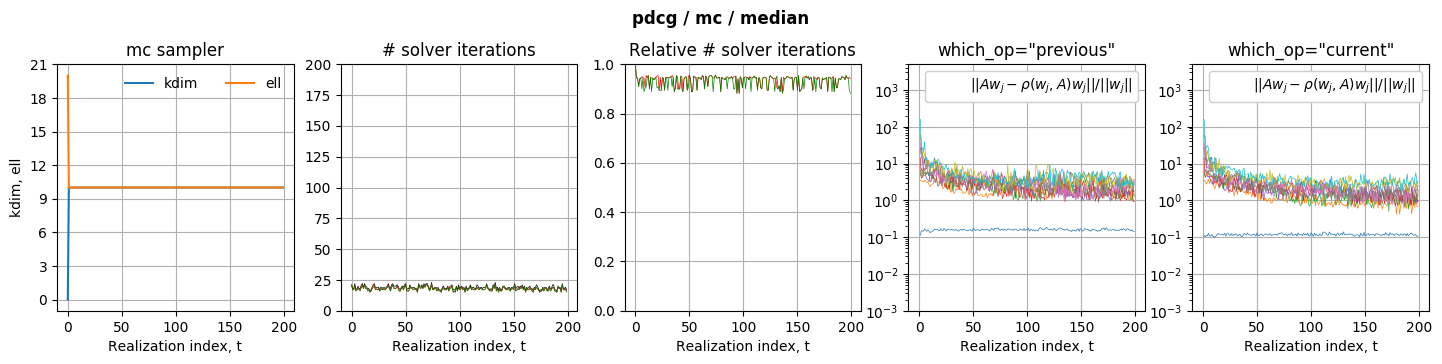 pdcg / mc / median
mc sampler
kdim
ell
21
18
15
12
9
6
3
0
kdim, ell
0 50 100 150 200
Realization index, t
# solver iterations
200
175
150
125
100
75
50
25
0
0 50 100 150 200
Realization index, t
Relative # solver iterations
1.0
0.8
0.6
0.4
0.2
0.0
0 50 100 150 200
Realization index, t
which_op="previous"
||Aw_j − ρ(w_j, A)w_j||/||w_j||
10^3
10^2
10^1
10^0
10^−1
10^−2
10^−3
0 50 100 150 200
Realization index, t
which_op="current"
||Aw_j − ρ(w_j, A)w_j||/||w_j||
10^3
10^2
10^1
10^0
10^−1
10^−2
10^−3
0 50 100 150 200
Realization index, t